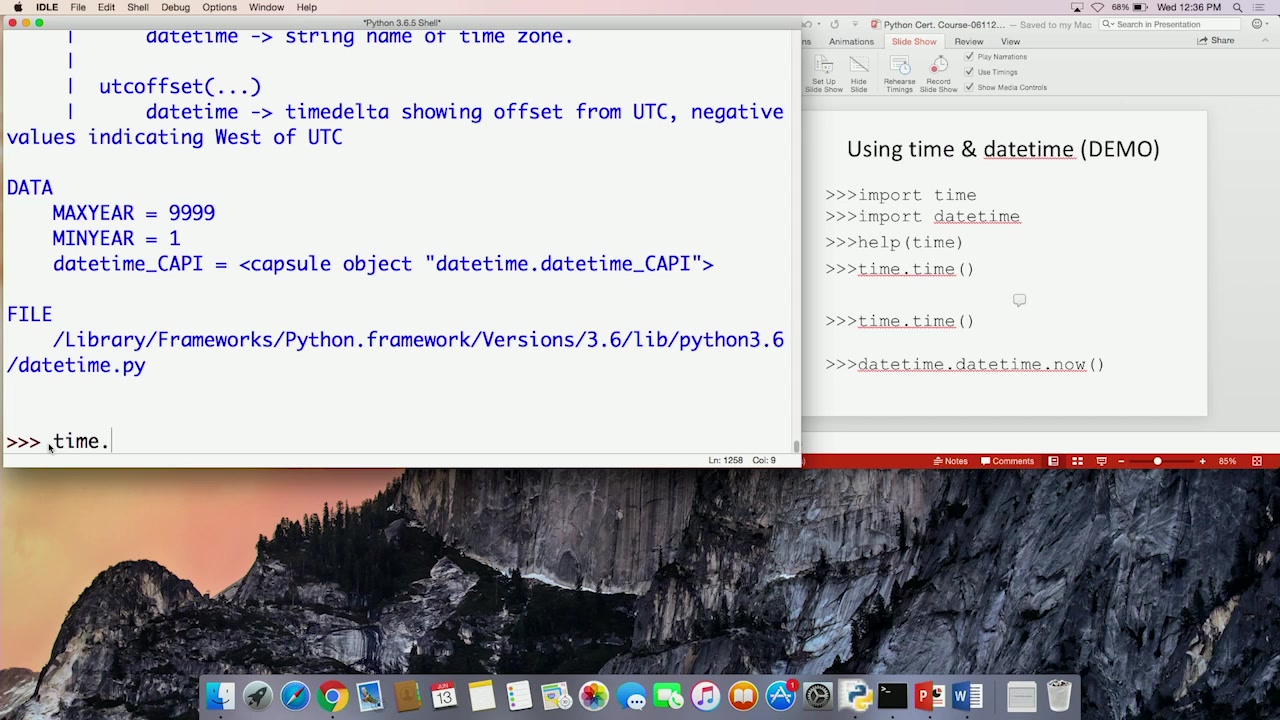 IDLE File Edit Shell Debug Options Window Help 68% Wed 12:36 PM
*Python 3.6.5 Shell*
| datetime -> string name of time zone.
|
| utcoffset(...)
| datetime -> timedelta showing offset from UTC, negative
values indicating West of UTC
DATA
MAXYEAR = 9999
MINYEAR = 1
datetime_CAPI = <capsule object "datetime.datetime_CAPI">
FILE
/Library/Frameworks/Python.framework/Versions/3.6/lib/python3.6
/datetime.py
>>> time.
Ln: 1258 Col: 9
Python Cert. Course-06112... — Saved to my Mac
Search in Presentation
ns Animations Slide Show Review View Share
Set Up
Slide Show
Hide
Slide
Rehearse
Timings
Record
Slide Show
Play Narrations
Use Timings
Show Media Controls
Using time & datetime (DEMO)
>>>import time
>>>import datetime
>>>help(time)
>>>time.time()
>>>time.time()
>>>datetime.datetime.now()
Notes Comments 85%
JUN
13
1